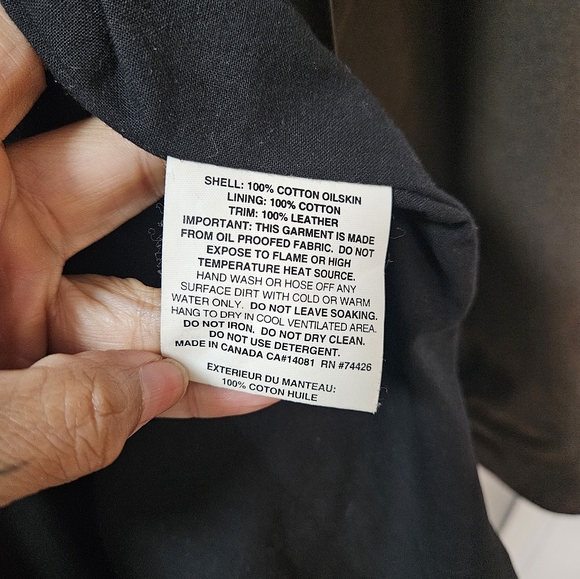 SHELL: 100% COTTON OILSKIN
LINING: 100% COTTON
TRIM: 100% LEATHER
IMPORTANT: THIS GARMENT IS MADE
FROM OIL PROOFED FABRIC. DO NOT
EXPOSE TO FLAME OR HIGH
TEMPERATURE HEAT SOURCE.
HAND WASH OR HOSE OFF ANY
SURFACE DIRT WITH COLD OR WARM
WATER ONLY. DO NOT LEAVE SOAKING.
HANG TO DRY IN COOL VENTILATED AREA.
DO NOT IRON. DO NOT DRY CLEAN.
DO NOT USE DETERGENT.
MADE IN CANADA CA#14081 RN #74426
EXTERIEUR DU MANTEAU:
100% COTON HUILE